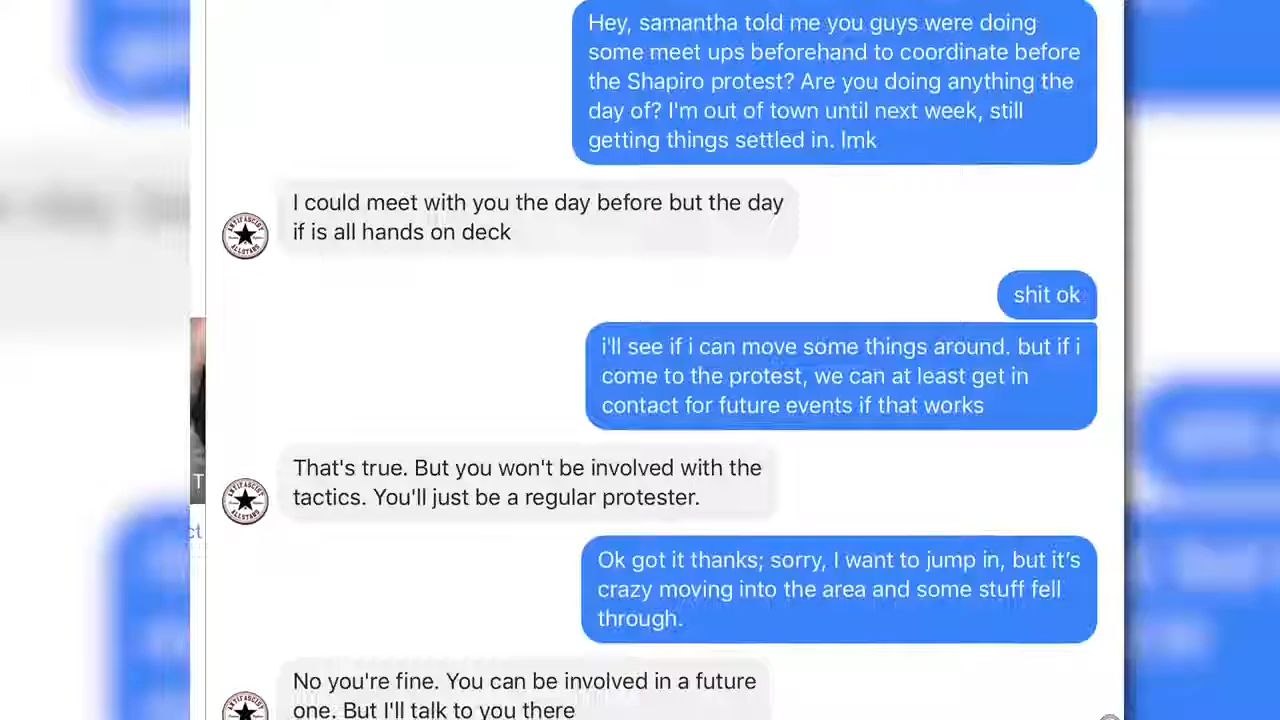 Hey, samantha told me you guys were doing
some meet ups beforehand to coordinate before
the Shapiro protest? Are you doing anything the
day of? I'm out of town until next week, still
getting things settled in. lmk
I could meet with you the day before but the day
if is all hands on deck
ANTIFASCIST
ALLSTARS
shit ok
i'll see if i can move some things around. but if i
come to the protest, we can at least get in
contact for future events if that works
That's true. But you won't be involved with the
tactics. You'll just be a regular protester.
ANTIFASCIST
ALLSTARS
T
ct
Ok got it thanks; sorry, I want to jump in, but it's
crazy moving into the area and some stuff fell
through.
No you're fine. You can be involved in a future
one. But I'll talk to you there
ANTIFASCIST